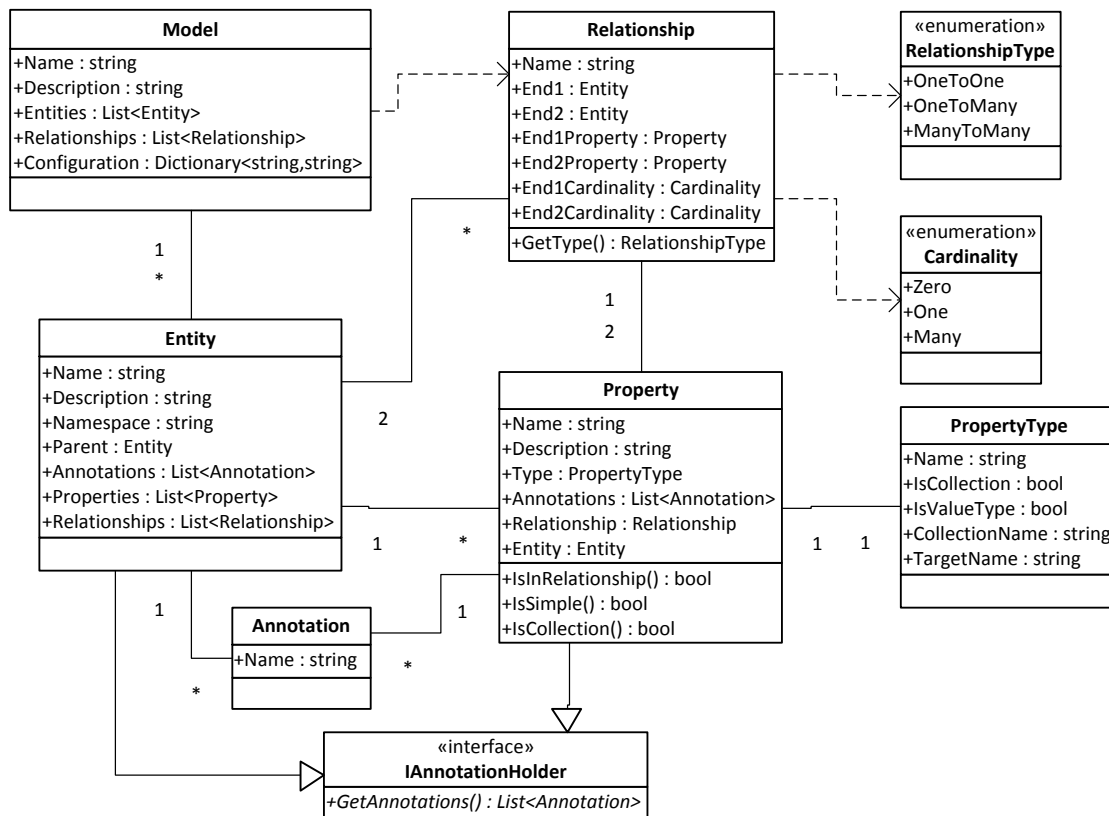 Model
+Name : string
+Description : string
+Entities : List<Entity>
+Relationships : List<Relationship>
+Configuration : Dictionary<string,string>
Relationship
+Name : string
+End1 : Entity
+End2 : Entity
+End1Property : Property
+End2Property : Property
+End1Cardinality : Cardinality
+End2Cardinality : Cardinality
+GetType() : RelationshipType
«enumeration»
RelationshipType
+OneToOne
+OneToMany
+ManyToMany
«enumeration»
Cardinality
+Zero
+One
+Many
1
*
*
2
1
2
Entity
+Name : string
+Description : string
+Namespace : string
+Parent : Entity
+Annotations : List<Annotation>
+Properties : List<Property>
+Relationships : List<Relationship>
Property
+Name : string
+Description : string
+Type : PropertyType
+Annotations : List<Annotation>
+Relationship : Relationship
+Entity : Entity
+IsInRelationship() : bool
+IsSimple() : bool
+IsCollection() : bool
PropertyType
+Name : string
+IsCollection : bool
+IsValueType : bool
+CollectionName : string
+TargetName : string
1
*
1
1
1
*
1
*
Annotation
+Name : string
«interface»
IAnnotationHolder
+GetAnnotations() : List<Annotation>